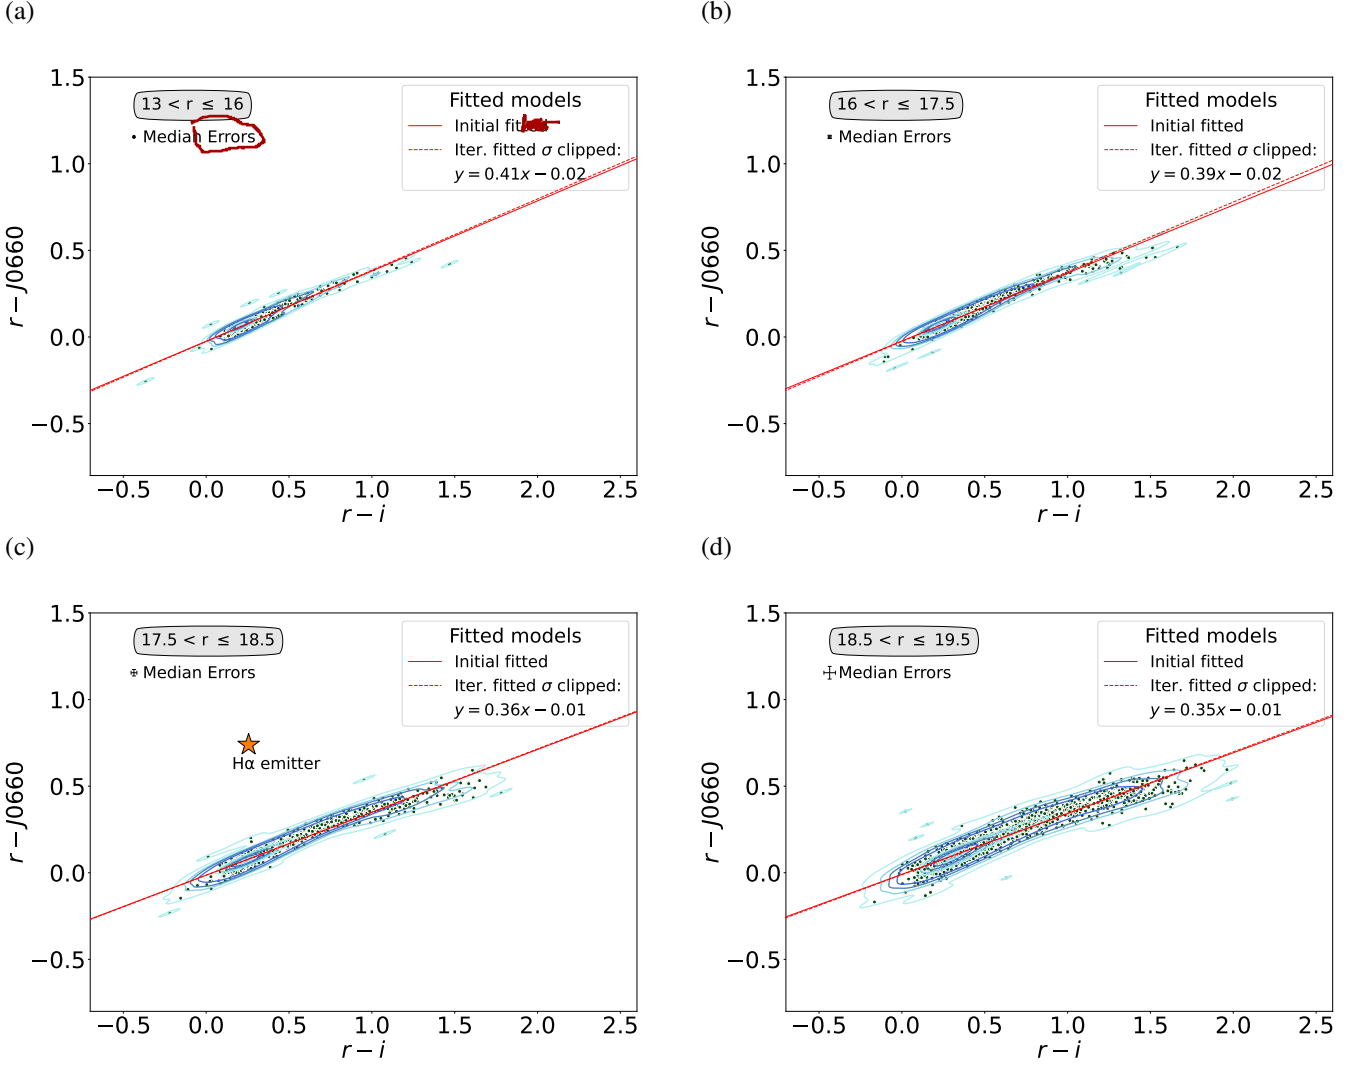 (a)
13 < r ≤ 16
Median Errors
Fitted models
Initial
Iter. fitted σ clipped:
y = 0.41x − 0.02
1.5
1.0
0.5
0.0
−0.5
r − J0660
−0.5 0.0 0.5 1.0 1.5 2.0 2.5
r − i
(b)
16 < r ≤ 17.5
Median Errors
Fitted models
Initial fitted
Iter. fitted σ clipped:
y = 0.39x − 0.02
1.5
1.0
0.5
0.0
−0.5
r − J0660
−0.5 0.0 0.5 1.0 1.5 2.0 2.5
r − i
(c)
17.5 < r ≤ 18.5
Median Errors
Fitted models
Initial fitted
Iter. fitted σ clipped:
y = 0.36x − 0.01
Hα emitter
1.5
1.0
0.5
0.0
−0.5
r − J0660
−0.5 0.0 0.5 1.0 1.5 2.0 2.5
r − i
(d)
18.5 < r ≤ 19.5
Median Errors
Fitted models
Initial fitted
Iter. fitted σ clipped:
y = 0.35x − 0.01
1.5
1.0
0.5
0.0
−0.5
r − J0660
−0.5 0.0 0.5 1.0 1.5 2.0 2.5
r − i